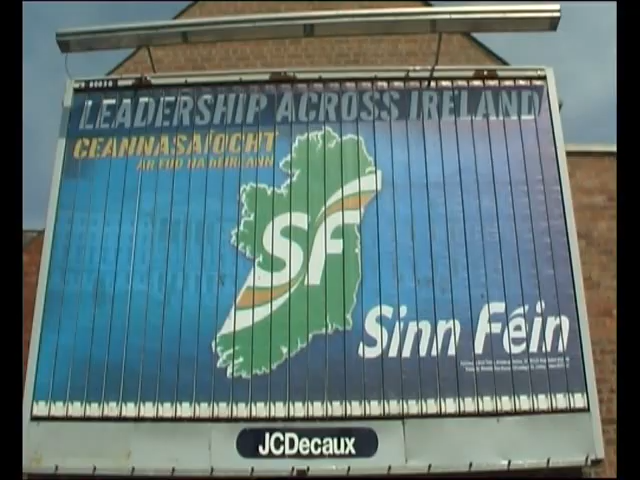 LEADERSHIP ACROSS IRELAND
CEANNASAÍOCHT
AR FUD NA hÉIREANN
SF
Sinn Féin
JCDecaux